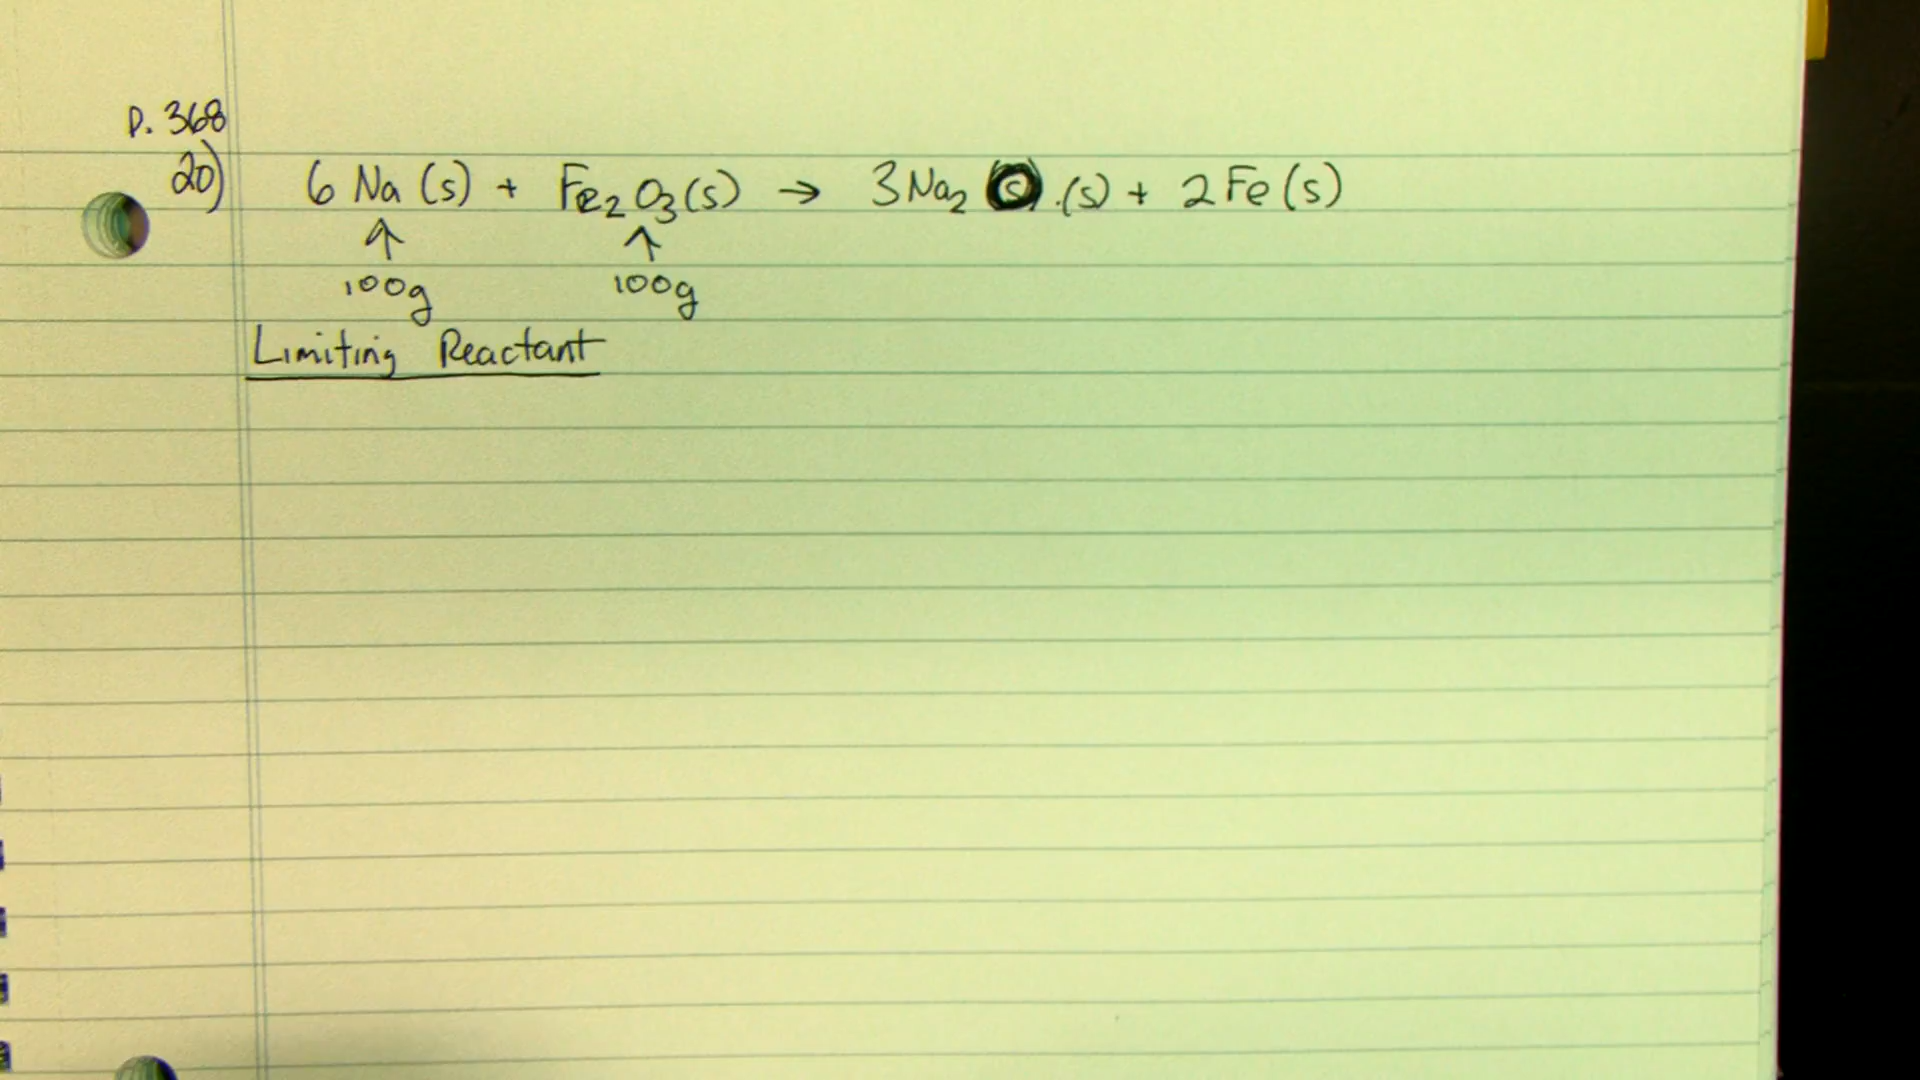 p. 368
20) 6 Na (s) + Fe₂O₃(s) → 3Na₂O (s) + 2Fe(s)
↑ ↑
100g 100g
Limiting Reactant